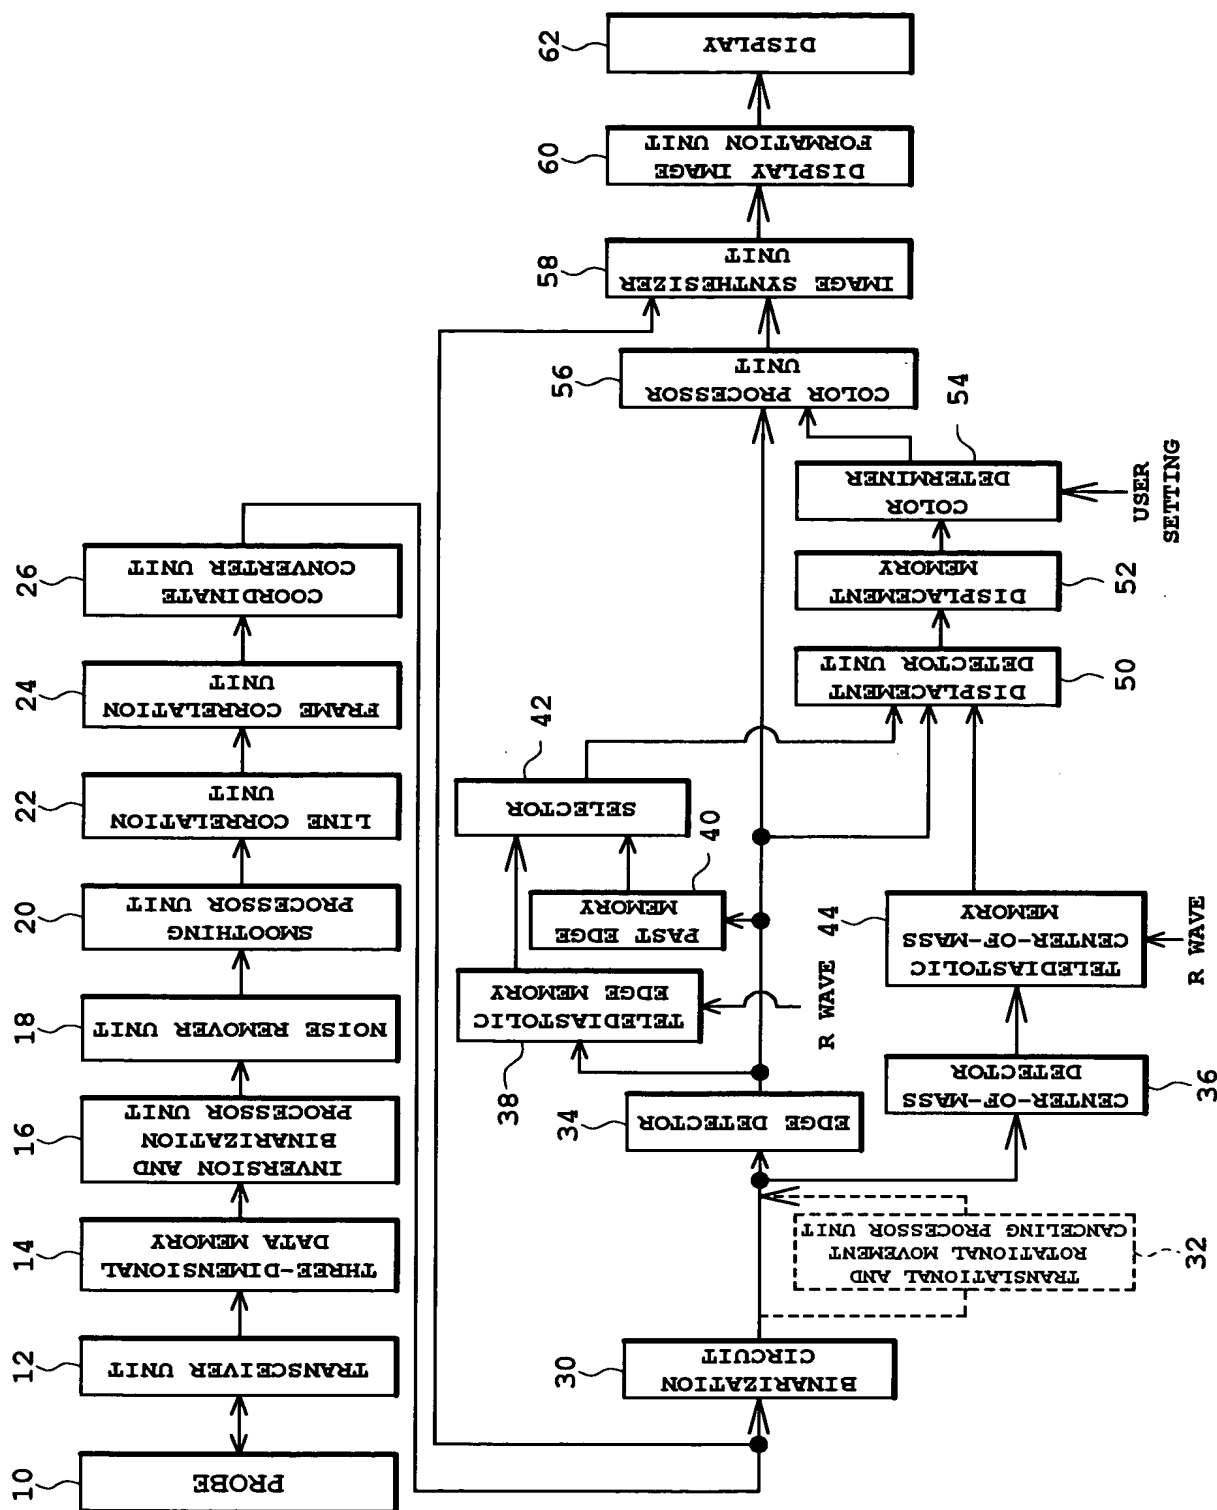 10
PROBE
12
TRANSCEIVER UNIT
14
THREE-DIMENSIONAL
DATA MEMORY
16
INVERSION AND
BINARIZATION
PROCESSOR UNIT
18
NOISE REMOVER UNIT
20
SMOOTHING
PROCESSOR UNIT
22
LINE CORRELATION
UNIT
24
FRAME CORRELATION
UNIT
26
COORDINATE
CONVERTER UNIT
30
BINARIZATION
CIRCUIT
TRANSLATIONAL AND
ROTATIONAL MOVEMENT
CANCELING PROCESSOR UNIT
32
34
EDGE DETECTOR
CENTER-OF-MASS
DETECTOR
36
38
TELEDIASTOLIC
EDGE MEMORY
R WAVE
PAST EDGE
MEMORY
40
SELECTOR
42
TELEDIASTOLIC
CENTER-OF-MASS
MEMORY
44
R WAVE
DISPLACEMENT
DETECTOR UNIT
50
DISPLACEMENT
MEMORY
52
COLOR
DETERMINER
54
USER
SETTING
56
COLOR PROCESSOR
UNIT
58
IMAGE SYNTHESIZER
UNIT
60
DISPLAY IMAGE
FORMATION UNIT
62
DISPLAY